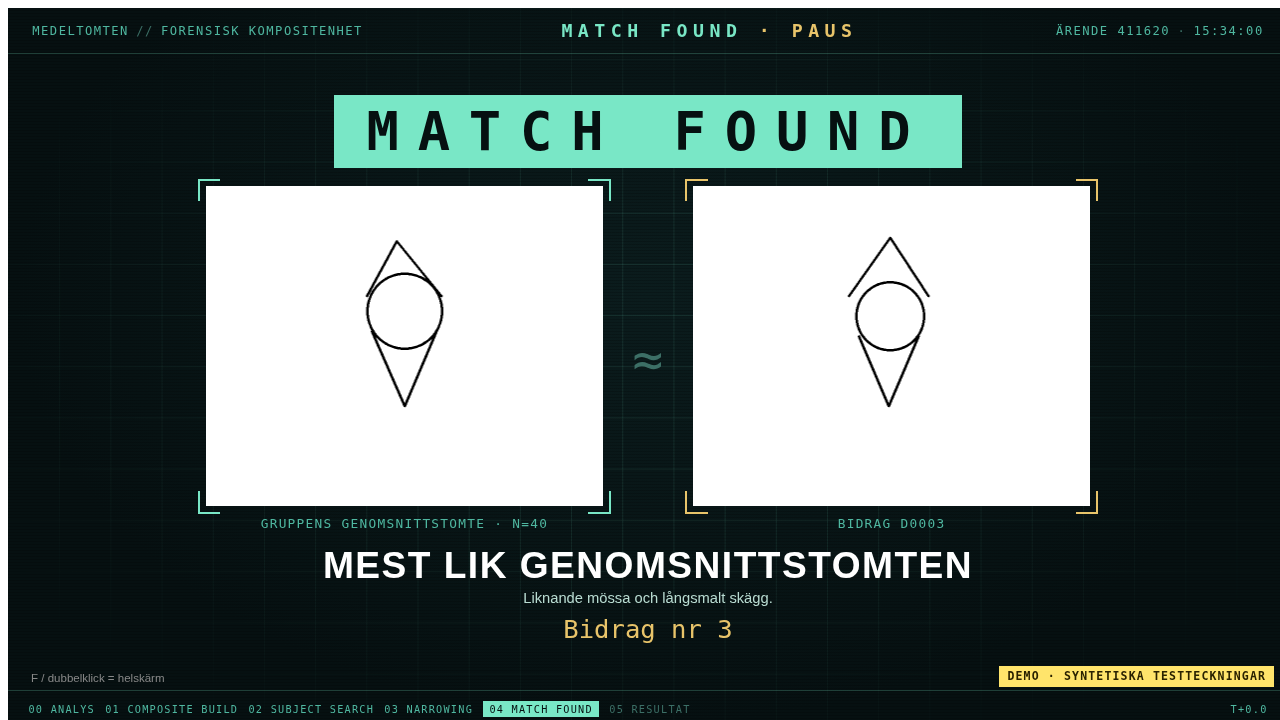 MEDELTOMTEN // FORENSISK KOMPOSITENHET
MATCH FOUND · PAUS
ÄRENDE 411620 · 15:34:00
MATCH FOUND
≈
GRUPPENS GENOMSNITTSTOMTE · N=40
BIDRAG D0003
MEST LIK GENOMSNITTSTOMTEN
Liknande mössa och långsmalt skägg.
Bidrag nr 3
F / dubbelklick = helskärm
DEMO · SYNTETISKA TESTTECKNINGAR
00 ANALYS 01 COMPOSITE BUILD 02 SUBJECT SEARCH 03 NARROWING 04 MATCH FOUND 05 RESULTAT
T+0.0